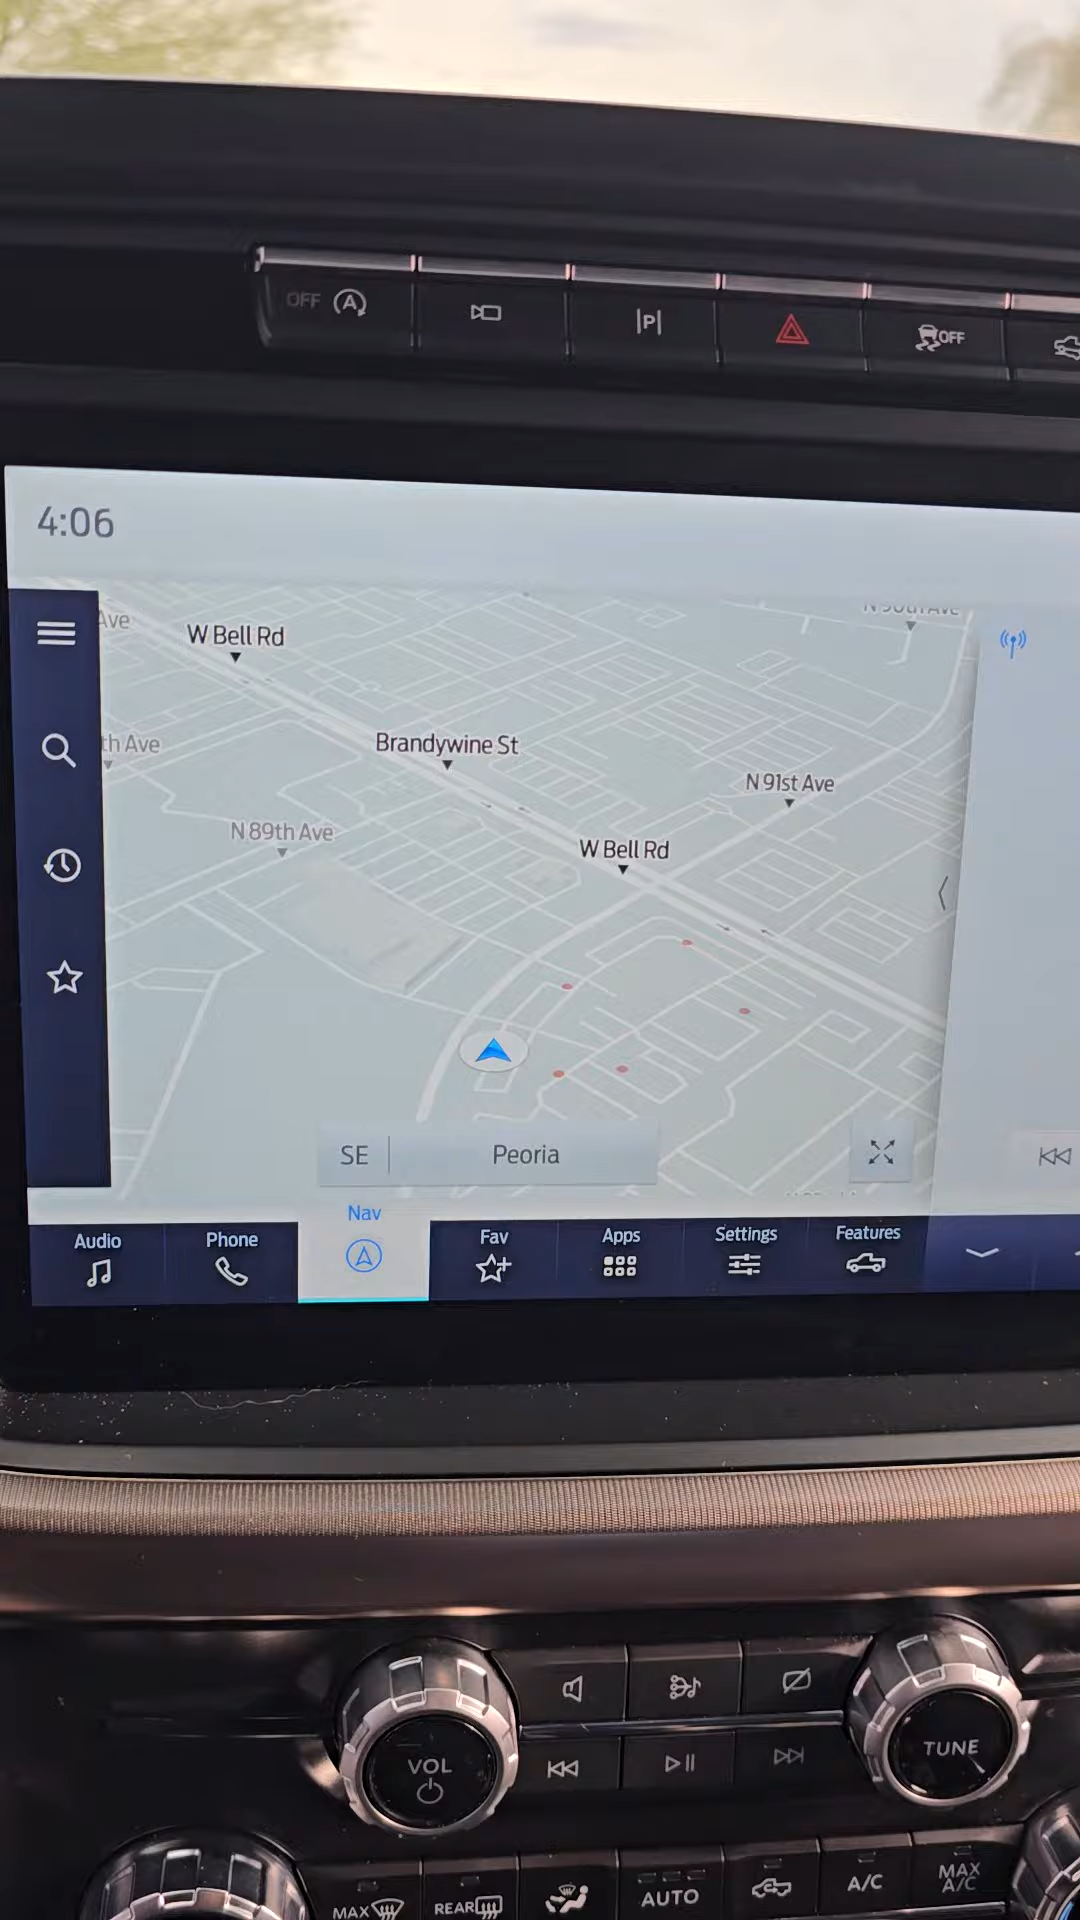 OFF A
P
OFF
4:06
Ave
W Bell Rd
th Ave
Brandywine St
N 91st Ave
N 89th Ave
W Bell Rd
SE
Peoria
Audio
Phone
Nav
Fav
Apps
Settings
Features
VOL
TUNE
MAX
REAR
AUTO
A/C
MAX
A/C